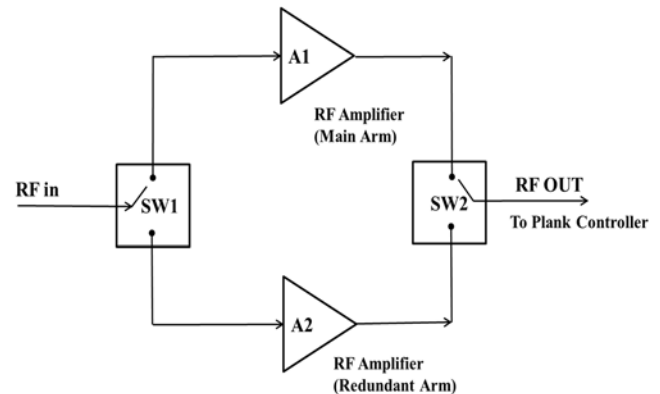 A1
RF Amplifier
(Main Arm)
RF in
SW1
SW2
RF OUT
To Plank Controller
A2
RF Amplifier
(Redundant Arm)